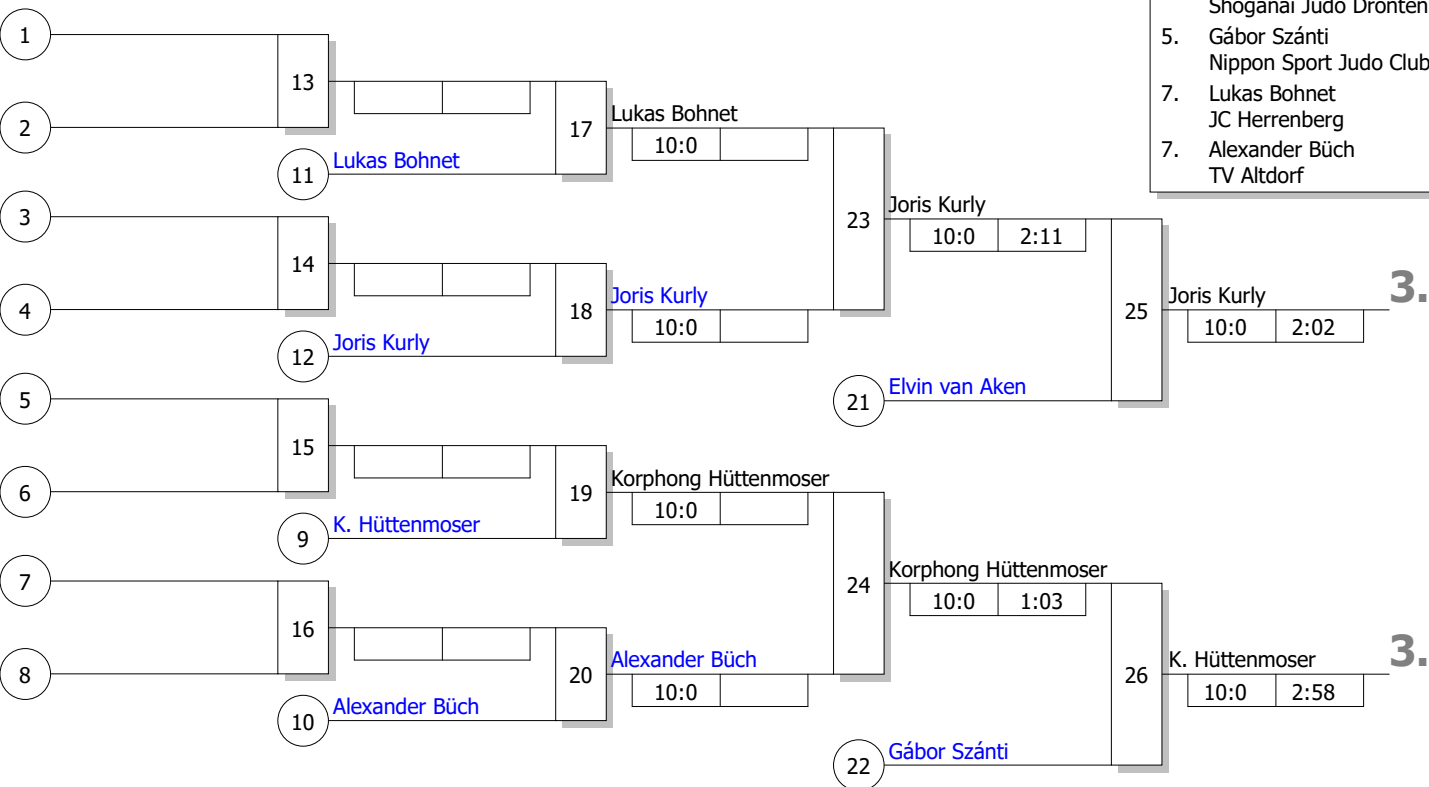 Shoganai Judo Dronten
5. Gábor Szánti
Nippon Sport Judo Club
7. Lukas Bohnet
JC Herrenberg
7. Alexander Büch
TV Altdorf
1
13
2
17
Lukas Bohnet
10:0
11
Lukas Bohnet
3
23
Joris Kurly
10:0 2:11
14
4
18
Joris Kurly
10:0
12
Joris Kurly
25
Joris Kurly
3.
10:0 2:02
21
Elvin van Aken
5
15
6
19
Korphong Hüttenmoser
10:0
9
K. Hüttenmoser
7
24
Korphong Hüttenmoser
10:0 1:03
16
8
20
Alexander Büch
10:0
10
Alexander Büch
26
K. Hüttenmoser
3.
10:0 2:58
22
Gábor Szánti